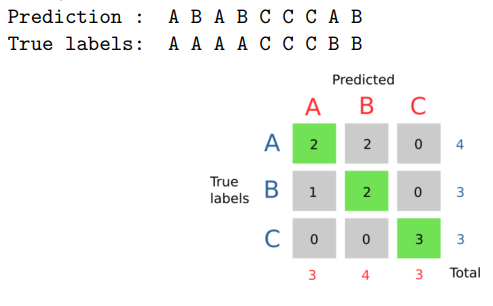 Prediction : A B A B C C C A B
True labels: A A A A C C C B B
Predicted
A B C
A 2 2 0 4
True labels
B 1 2 0 3
C 0 0 3 3
3 4 3 Total